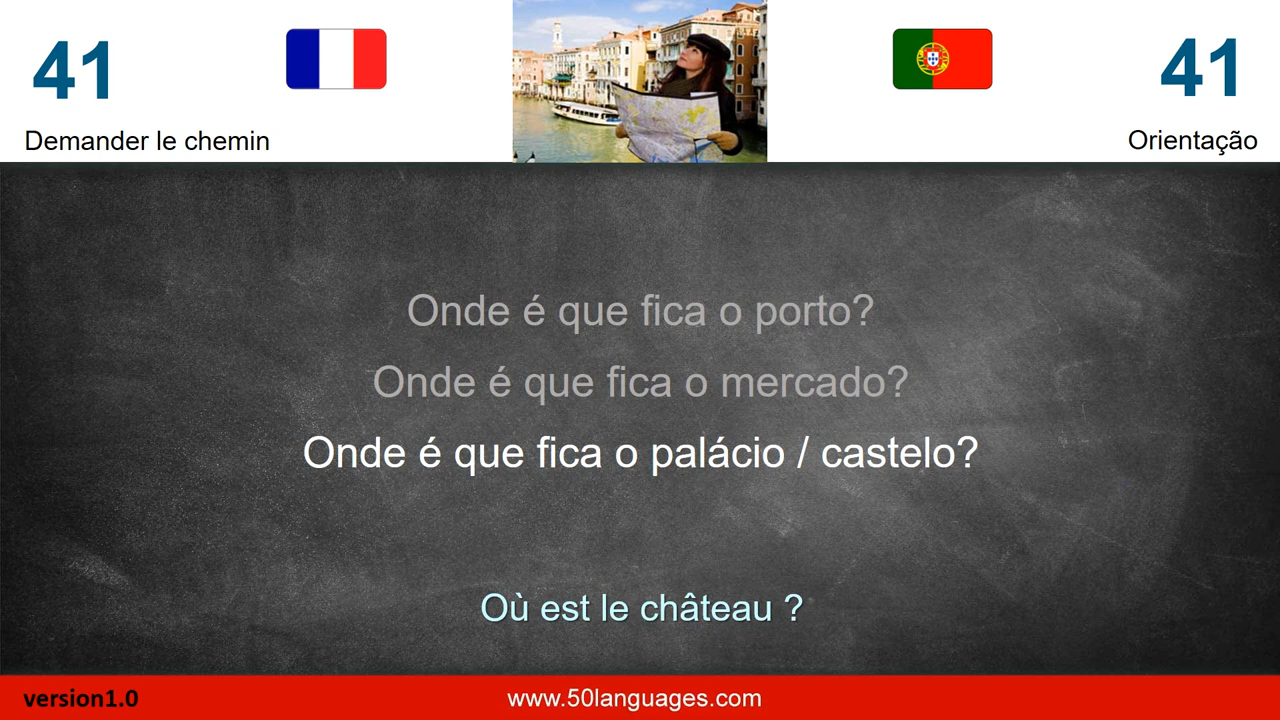 41
41
Demander le chemin
Orientação
Onde é que fica o porto?
Onde é que fica o mercado?
Onde é que fica o palácio / castelo?
Où est le château ?
version1.0
www.50languages.com